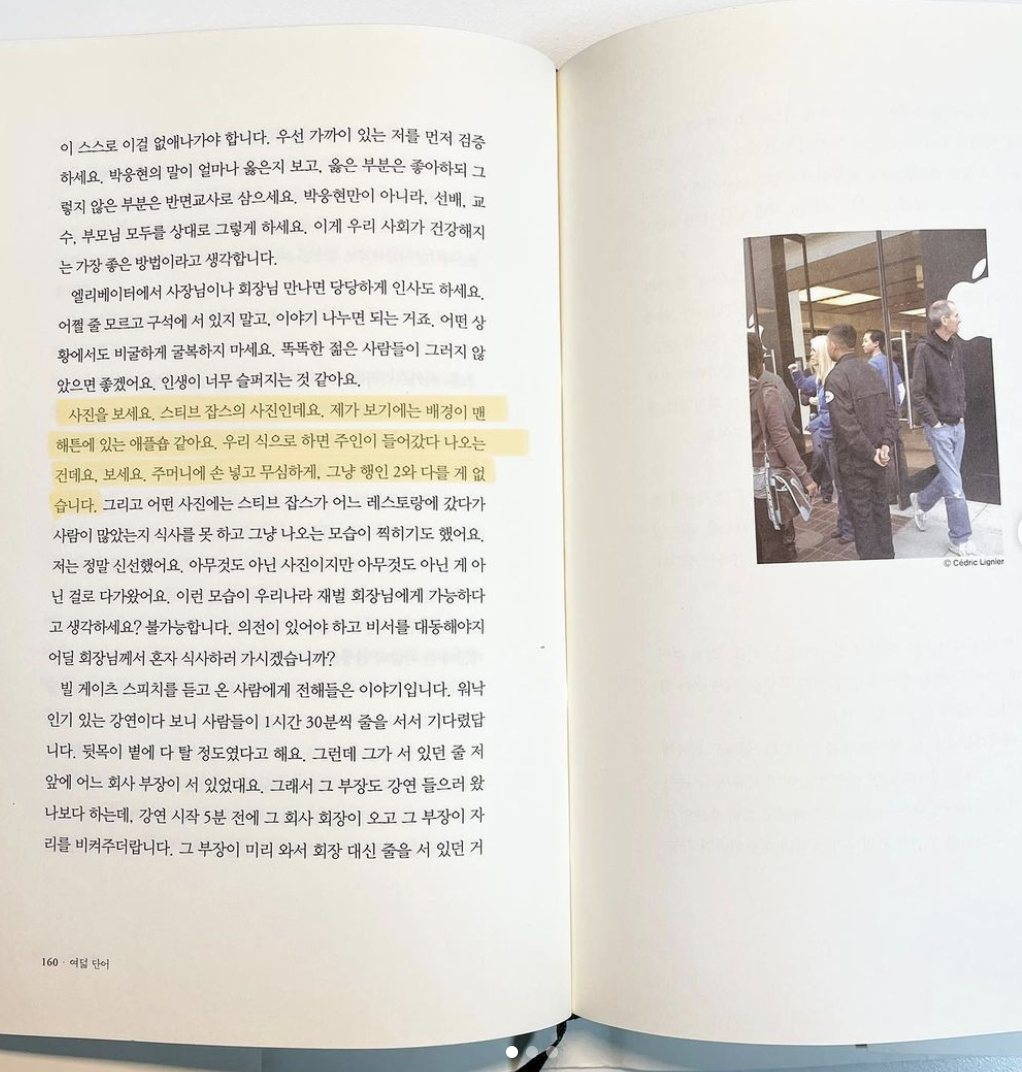 이 스스로 이걸 없애나가야 합니다. 우선 가까이 있는 저를 먼저 검증
하세요. 박웅현의 말이 얼마나 옳은지 보고, 옳은 부분은 좋아하되 그
렇지 않은 부분은 반면교사로 삼으세요. 박웅현만이 아니라, 선배, 교
수, 부모님 모두를 상대로 그렇게 하세요. 이게 우리 사회가 건강해지
는 가장 좋은 방법이라고 생각합니다.
엘리베이터에서 사장님이나 회장님 만나면 당당하게 인사도 하세요.
어쩔 줄 모르고 구석에 서 있지 말고, 이야기 나누면 되는 거죠. 어떤 상
황에서도 비굴하게 굴복하지 마세요. 똑똑한 젊은 사람들이 그러지 않
았으면 좋겠어요. 인생이 너무 슬퍼지는 것 같아요.
사진을 보세요. 스티브 잡스의 사진인데요. 제가 보기에는 배경이 맨
해튼에 있는 애플숍 같아요. 우리 식으로 하면 주인이 들어갔다 나오는
건데요, 보세요. 주머니에 손 넣고 무심하게, 그냥 행인 2와 다를 게 없
습니다. 그리고 어떤 사진에는 스티브 잡스가 어느 레스토랑에 갔다가
사람이 많았는지 식사를 못 하고 그냥 나오는 모습이 찍히기도 했어요.
저는 정말 신선했어요. 아무것도 아닌 사진이지만 아무것도 아닌 게 아
닌 걸로 다가왔어요. 이런 모습이 우리나라 재벌 회장님에게 가능하다
고 생각하세요? 불가능합니다. 의전이 있어야 하고 비서를 대동해야지
어딜 회장님께서 혼자 식사하러 가시겠습니까?
빌 게이츠 스피치를 듣고 온 사람에게 전해들은 이야기입니다. 워낙
인기 있는 강연이다 보니 사람들이 1시간 30분씩 줄을 서서 기다렸답
니다. 뒷목이 볕에 다 탈 정도였다고 해요. 그런데 그가 서 있던 줄 저
앞에 어느 회사 부장이 서 있었대요. 그래서 그 부장도 강연 들으러 왔
나보다 하는데, 강연 시작 5분 전에 그 회사 회장이 오고 그 부장이 자
리를 비켜주더랍니다. 그 부장이 미리 와서 회장 대신 줄을 서 있던 거
160 · 여덟 단어
© Cédric Lignier